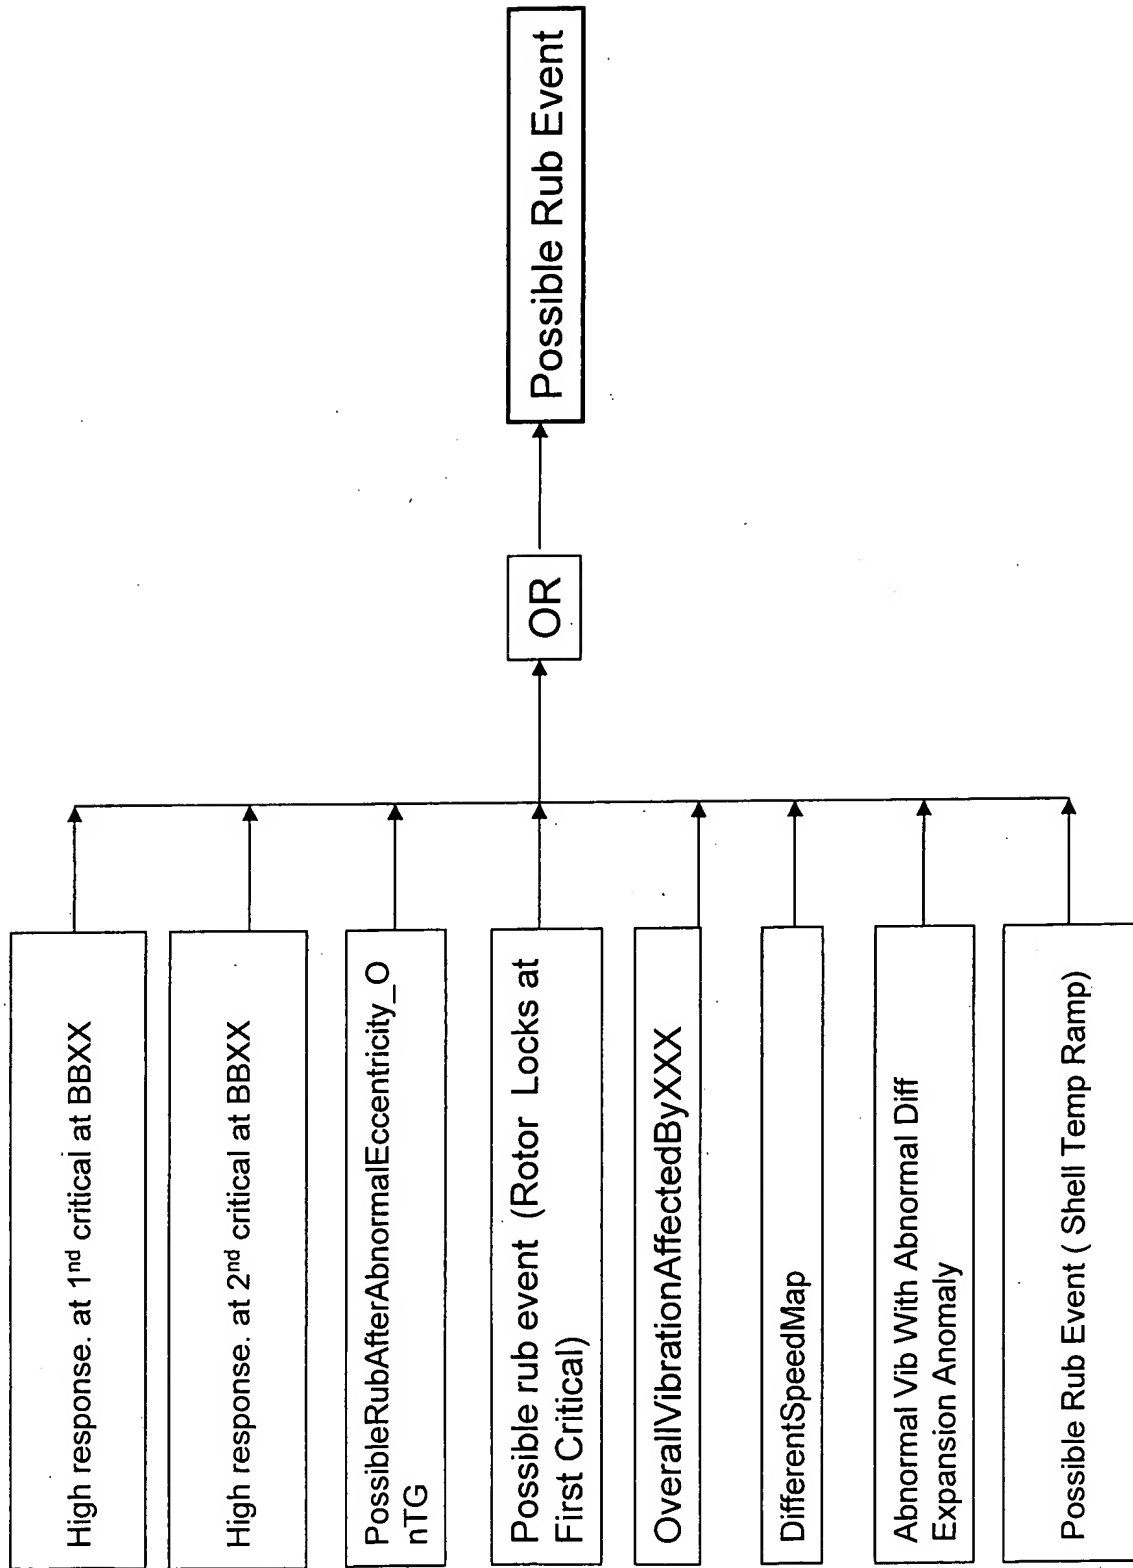 High response. at 1nd critical at BBXX
High response. at 2nd critical at BBXX
PossibleRubAfterAbnormalEccentricity_O
nTG
Possible rub event (Rotor Locks at
First Critical)
OverallVibrationAffectedByXXX
DifferentSpeedMap
Abnormal Vib With Abnormal Diff
Expansion Anomaly
Possible Rub Event ( Shell Temp Ramp)
OR
Possible Rub Event